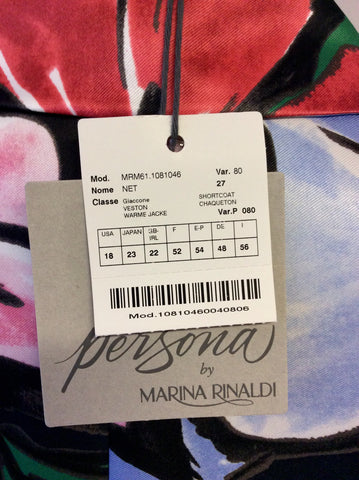 Mod. MRM61.1081046 Var. 80
Nome NET 27
Classe Giaccone SHORTCOAT
VESTON CHAQUETON
WARME JACKE Var.P 080
USA JAPAN GB-IRL F E-P DE I
18 23 22 52 54 48 56
Mod.10810460040806
persona
by
MARINA RINALDI